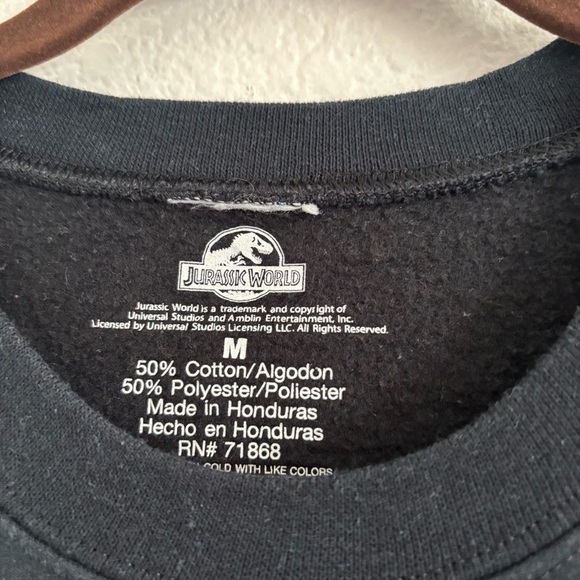 JURASSIC WORLD
Jurassic World is a trademark and copyright of
Universal Studios and Amblin Entertainment, Inc.
Licensed by Universal Studios Licensing LLC. All Rights Reserved.
M
50% Cotton/Algodon
50% Polyester/Poliester
Made in Honduras
Hecho en Honduras
RN# 71868
COLD WITH LIKE COLORS